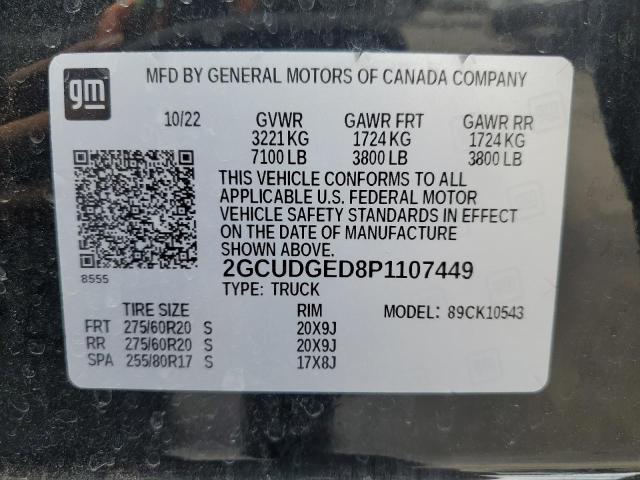 gm
MFD BY GENERAL MOTORS OF CANADA COMPANY
10/22 GVWR GAWR FRT GAWR RR
3221 KG 1724 KG 1724 KG
7100 LB 3800 LB 3800 LB
THIS VEHICLE CONFORMS TO ALL
APPLICABLE U.S. FEDERAL MOTOR
VEHICLE SAFETY STANDARDS IN EFFECT
ON THE DATE OF MANUFACTURE
8555
2GCUDGED8P1107449
TYPE: TRUCK
TIRE SIZE RIM MODEL: 89CK10543
FRT 275/60R20 S 20X9J
RR 275/60R20 S 20X9J
SPA 255/80R17 S 17X8J